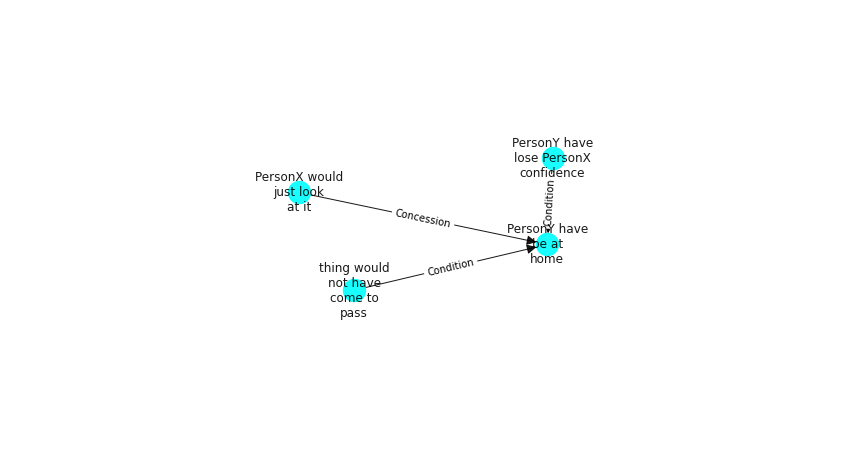 PersonY have
lose PersonX
confidence
PersonX would
just look
at it
Condition
Concession
PersonY have
be at
home
thing would
not have
come to
pass
Condition